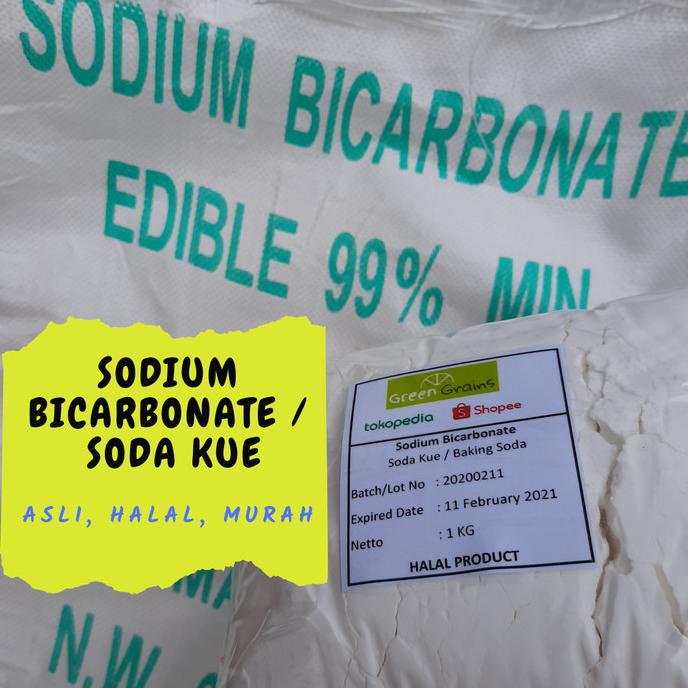 SODIUM BICARBONATE
EDIBLE 99% MIN
SODIUM
BICARBONATE /
SODA KUE
ASLI, HALAL, MURAH
Green Grains
tokopedia Shopee
Sodium Bicarbonate
Soda Kue / Baking Soda
Batch/Lot No : 20200211
Expired Date : 11 February 2021
Netto : 1 KG
HALAL PRODUCT
N.W.